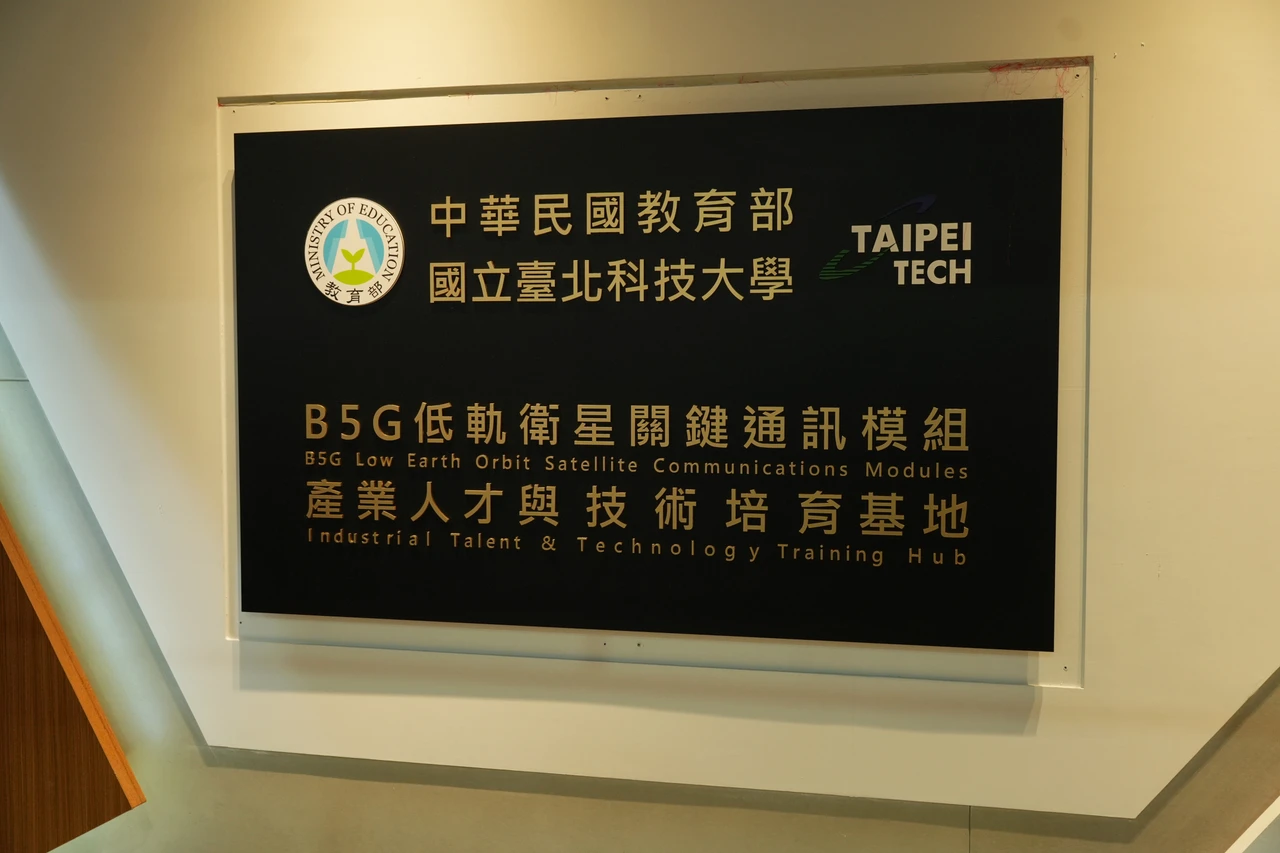 MINISTRY OF EDUCATION
教育部
中華民國教育部
國立臺北科技大學
TAIPEI
TECH
B5G低軌衛星關鍵通訊模組
B5G Low Earth Orbit Satellite Communications Modules
產業人才與技術培育基地
Industrial Talent & Technology Training Hub